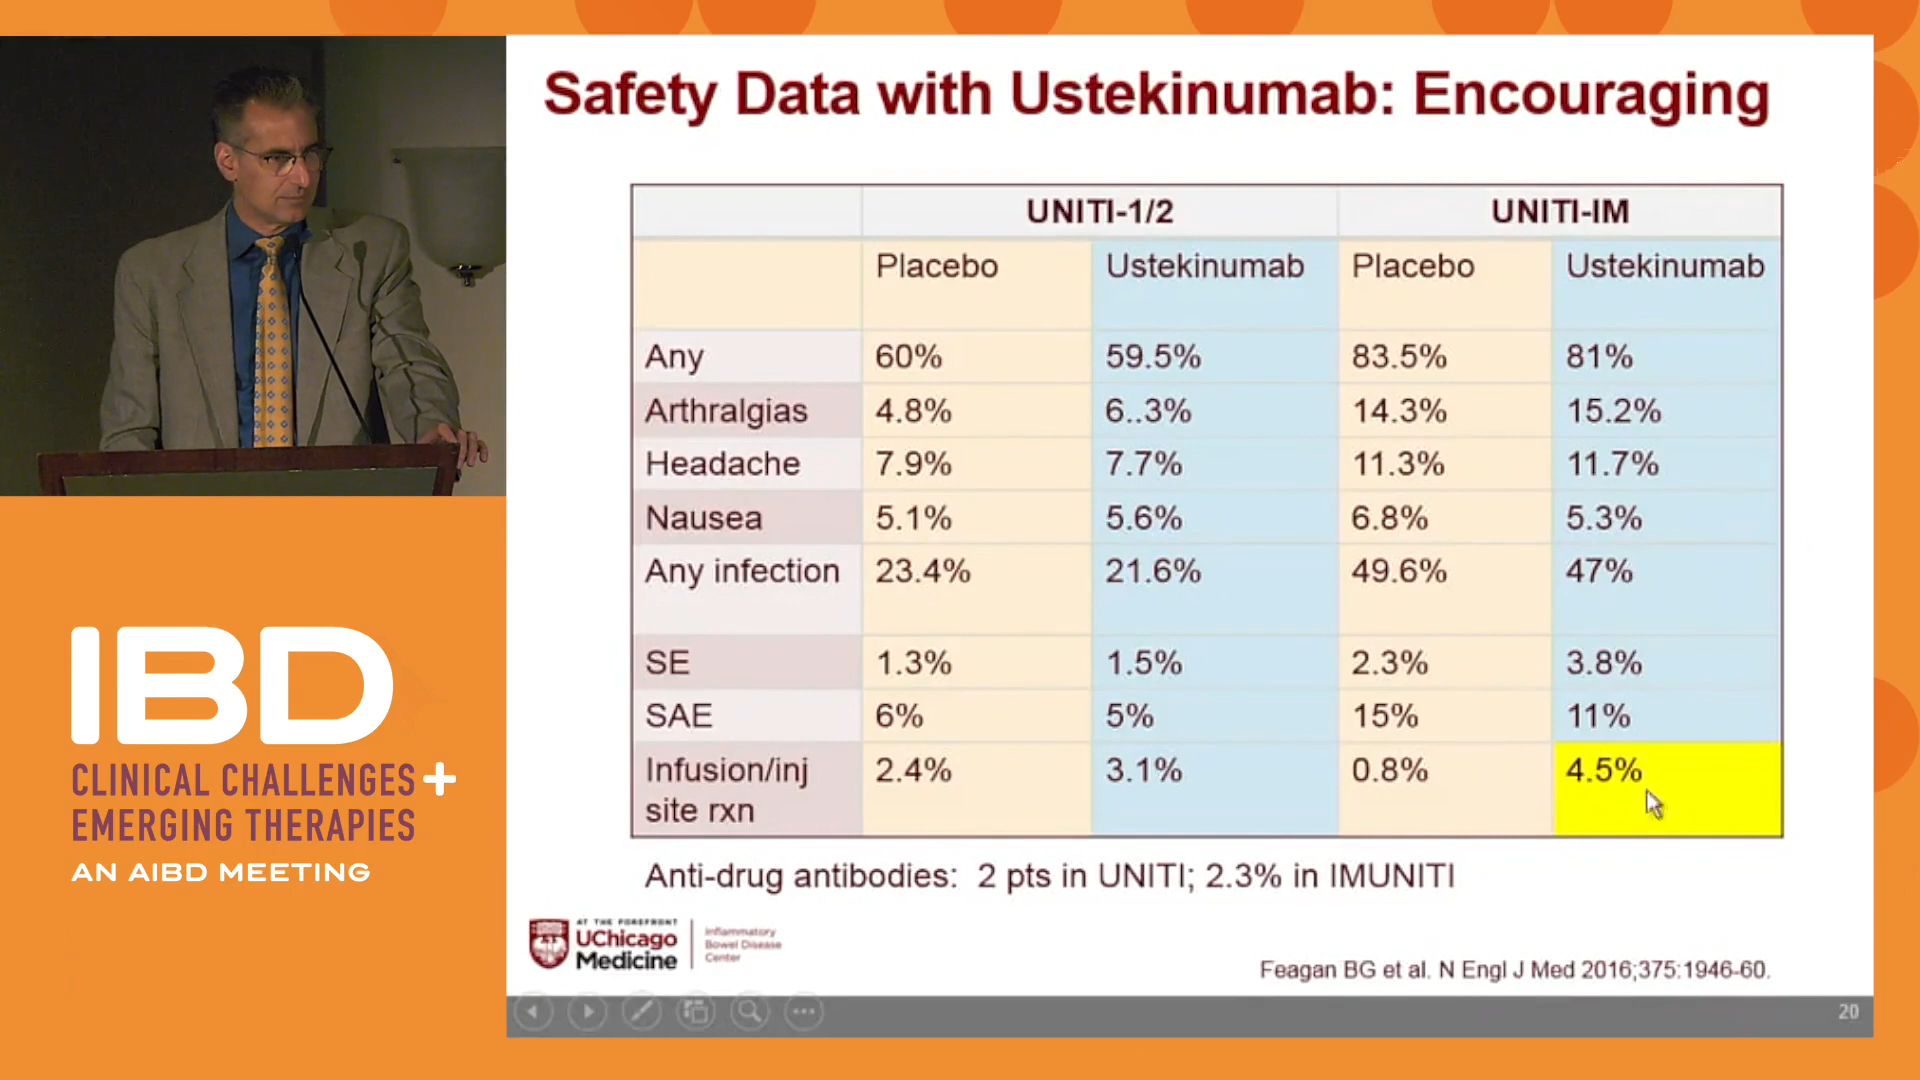 Safety Data with Ustekinumab: Encouraging
UNITI-1/2 UNITI-IM
Placebo Ustekinumab Placebo Ustekinumab
Any 60% 59.5% 83.5% 81%
Arthralgias 4.8% 6..3% 14.3% 15.2%
Headache 7.9% 7.7% 11.3% 11.7%
Nausea 5.1% 5.6% 6.8% 5.3%
Any infection 23.4% 21.6% 49.6% 47%
SE 1.3% 1.5% 2.3% 3.8%
SAE 6% 5% 15% 11%
Infusion/inj 2.4% 3.1% 0.8% 4.5%
site rxn
Anti-drug antibodies: 2 pts in UNITI; 2.3% in IMUNITI
AT THE FOREFRONT
UChicago
Medicine
Inflammatory
Bowel Disease
Center
Feagan BG et al. N Engl J Med 2016;375:1946-60.
20
IBD
CLINICAL CHALLENGES +
EMERGING THERAPIES
AN AIBD MEETING